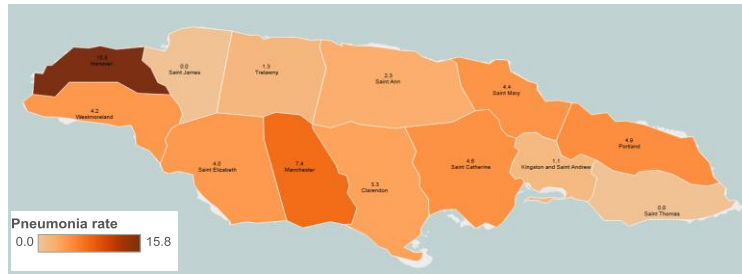 15.8
Hanover
0.0
Saint James
1.3
Trelawny
2.3
Saint Ann
4.4
Saint Mary
4.2
Westmoreland
4.0
Saint Elizabeth
7.4
Manchester
3.3
Clarendon
4.6
Saint Catherine
1.1
Kingston and Saint Andrew
4.9
Portland
0.0
Saint Thomas
Pneumonia rate
0.0
15.8